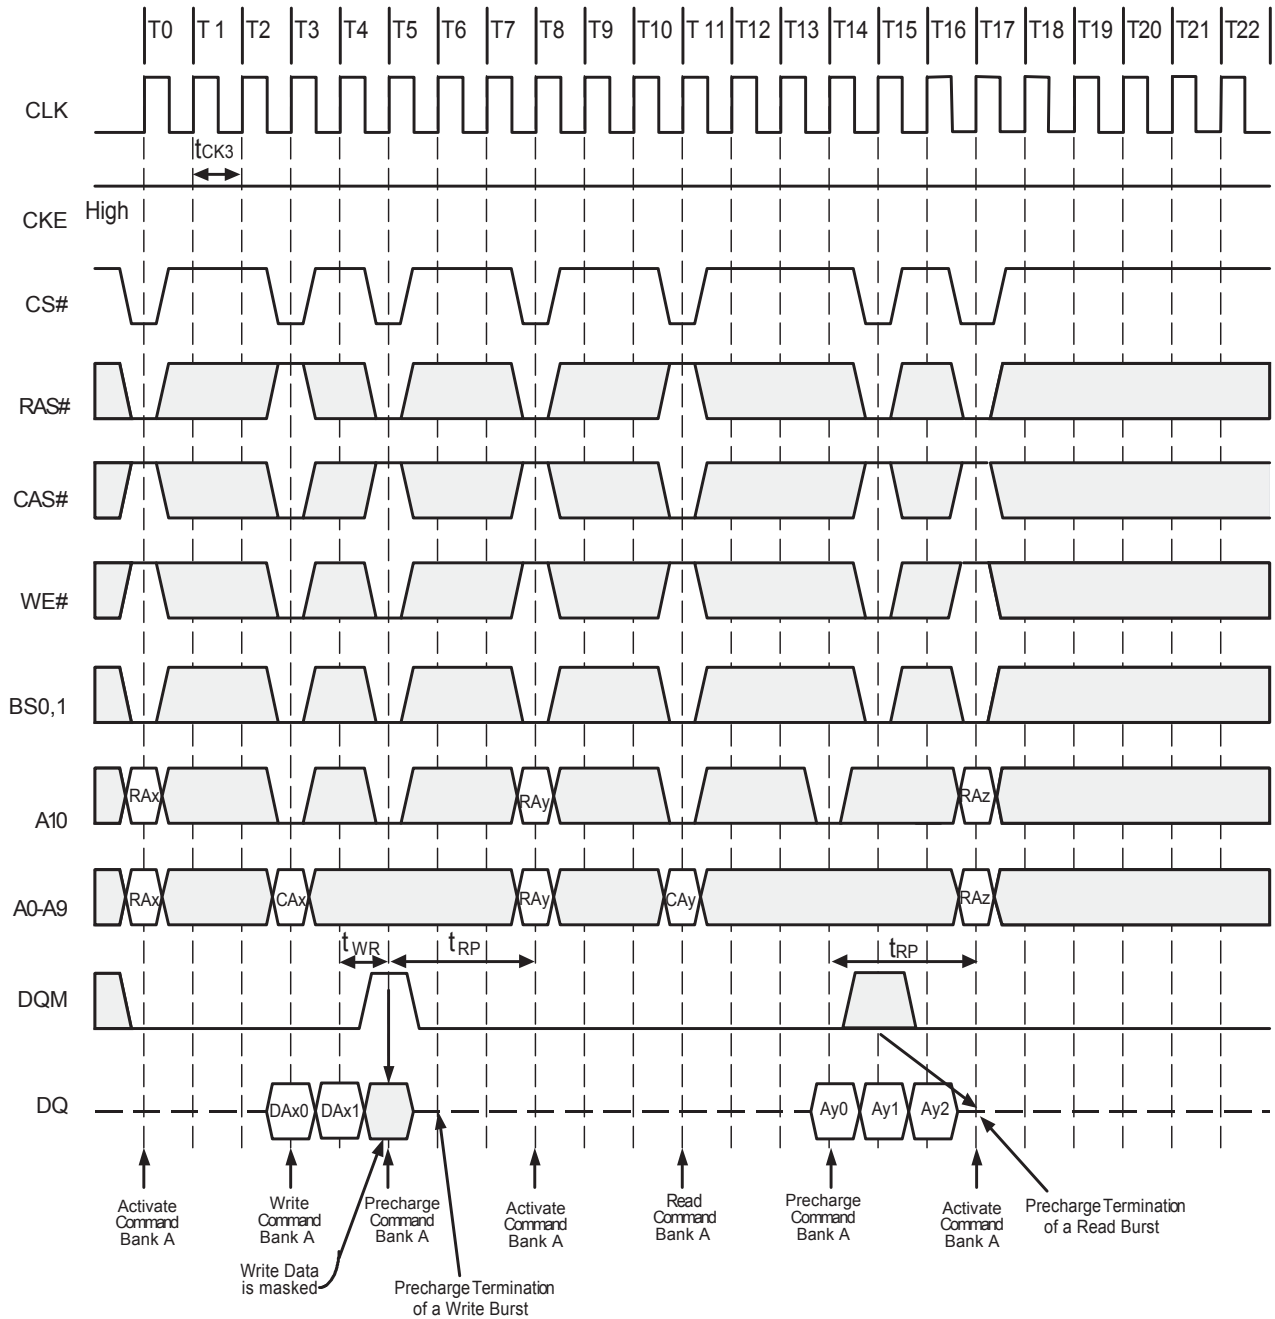 T0 T 1 T2 T3 T4 T5 T6 T7 T8 T9 T10 T 11 T12 T13 T14 T15 T16 T17 T18 T19 T20 T21 T22
CLK
tCK3
High
CKE
CS#
RAS#
CAS#
WE#
BS0,1
RAx RAy RAz
A10
RAx CAx RAy CAy RAz
A0-A9
tWR tRP tRP
DQM
DQ
DAx0 DAx1 Ay0 Ay1 Ay2
Activate
Command
Bank A
Write
Command
Bank A
Precharge
Command
Bank A
Activate
Command
Bank A
Read
Command
Bank A
Precharge
Command
Bank A
Activate
Command
Bank A
Precharge Termination
of a Read Burst
Write Data
is masked
Precharge Termination
of a Write Burst